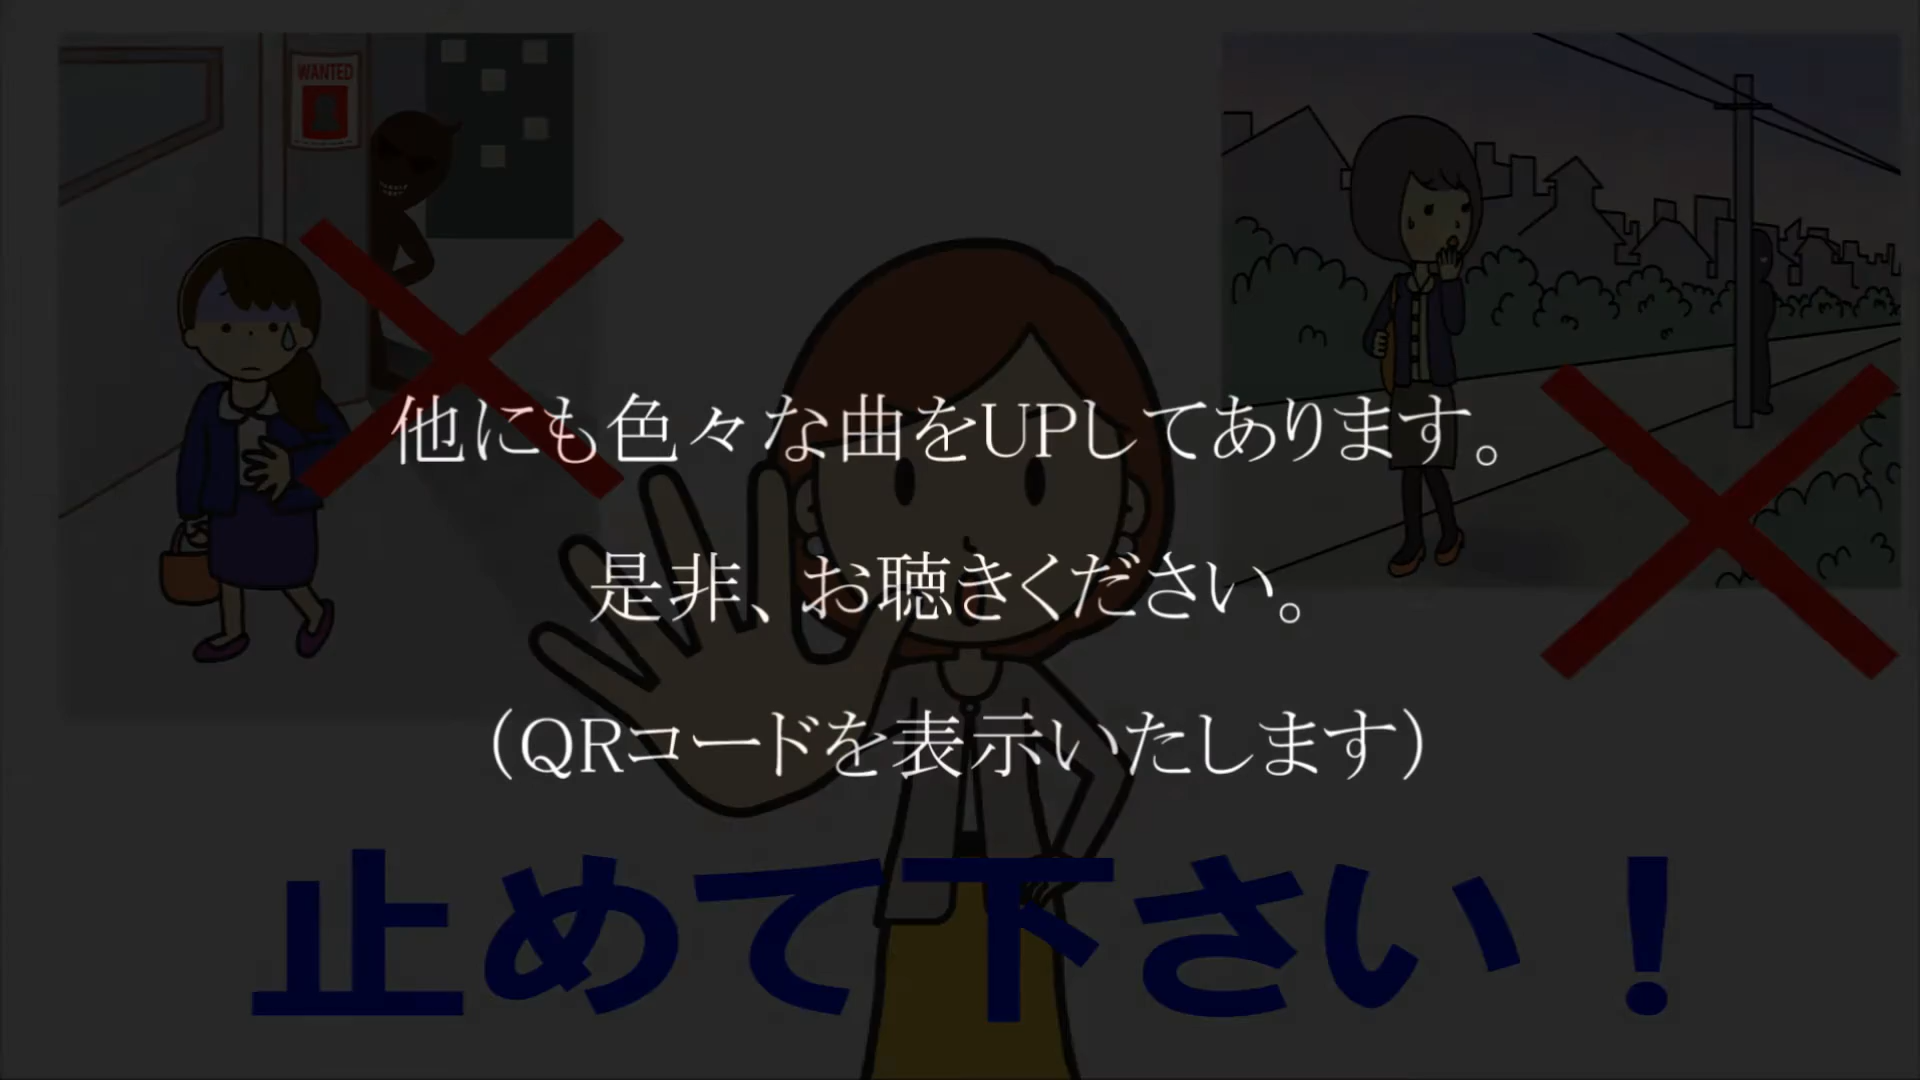 WANTED
他にも色々な曲をUPしてあります。
是非、お聴きください。
（QRコードを表示いたします）
止めて下さい！